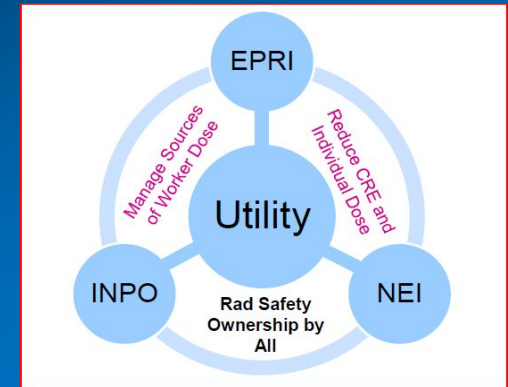 EPRI
Manage Sources
of Worker Dose
Reduce CRE and
Individual Dose
Utility
INPO
NEI
Rad Safety
Ownership by
All